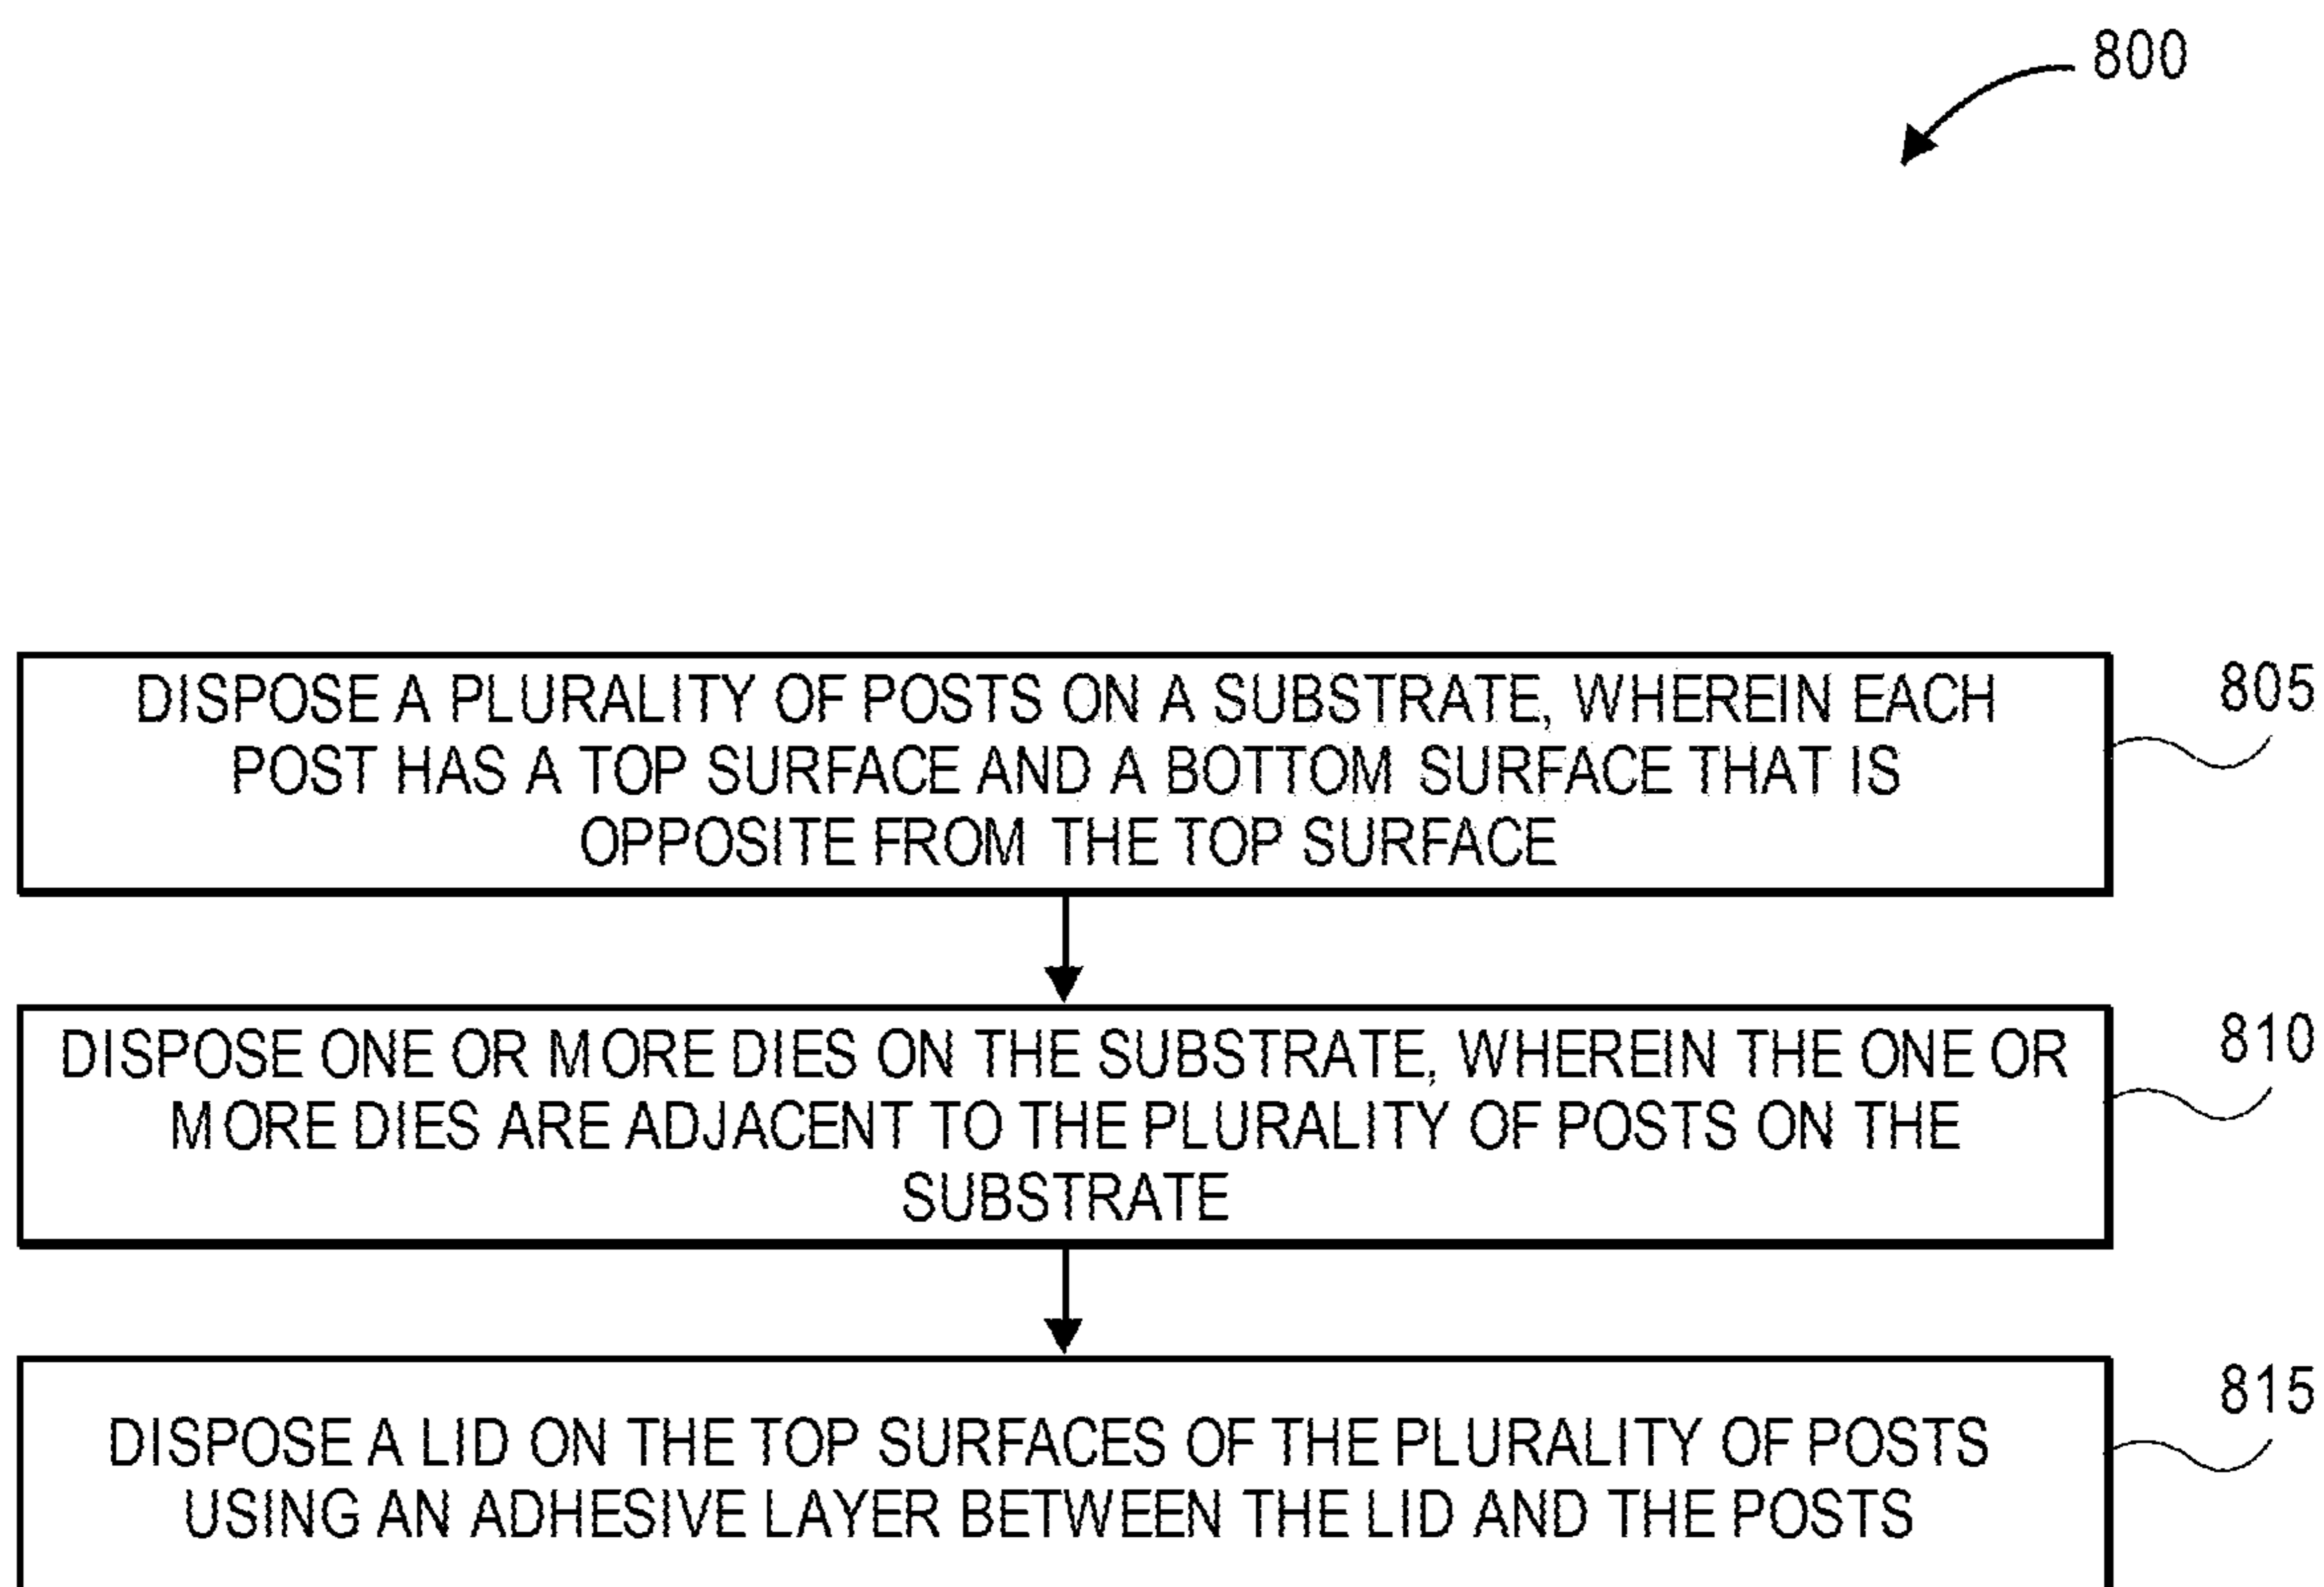 800
DISPOSE A PLURALITY OF POSTS ON A SUBSTRATE, WHEREIN EACH
POST HAS A TOP SURFACE AND A BOTTOM SURFACE THAT IS
OPPOSITE FROM THE TOP SURFACE
805
DISPOSE ONE OR MORE DIES ON THE SUBSTRATE, WHEREIN THE ONE OR
MORE DIES ARE ADJACENT TO THE PLURALITY OF POSTS ON THE
SUBSTRATE
810
DISPOSE A LID ON THE TOP SURFACES OF THE PLURALITY OF POSTS
USING AN ADHESIVE LAYER BETWEEN THE LID AND THE POSTS
815